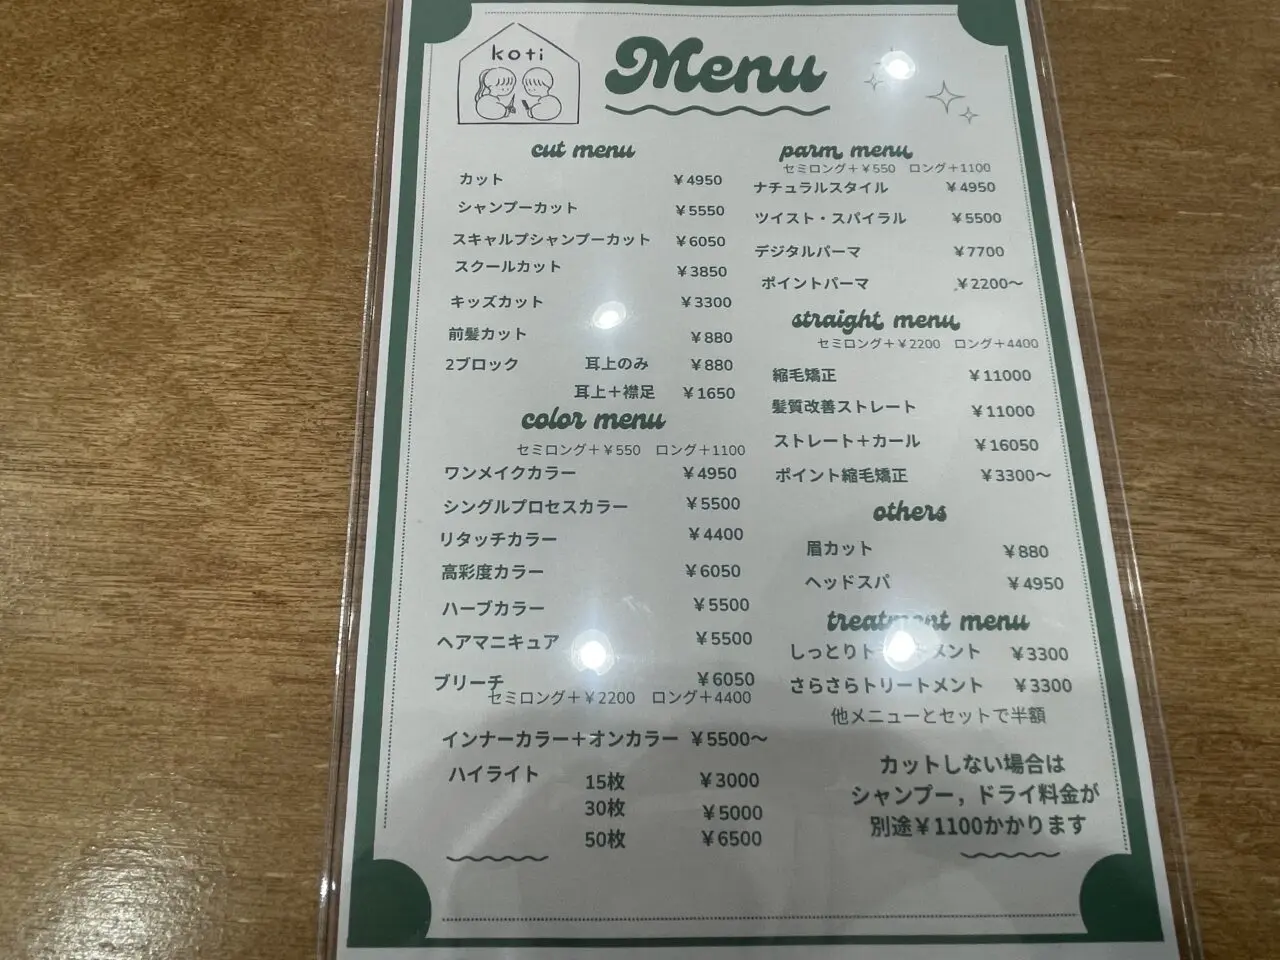 koti
Menu
cut menu
カット ￥4950
シャンプーカット ￥5550
スキャルプシャンプーカット ￥6050
スクールカット ￥3850
キッズカット ￥3300
前髪カット ￥880
2ブロック 耳上のみ ￥880
耳上＋襟足 ￥1650
color menu
セミロング＋￥550 ロング＋1100
ワンメイクカラー ￥4950
シングルプロセスカラー ￥5500
リタッチカラー ￥4400
高彩度カラー ￥6050
ハーブカラー ￥5500
ヘアマニキュア ￥5500
ブリーチ ￥6050
セミロング＋￥2200 ロング＋4400
インナーカラー＋オンカラー ￥5500〜
ハイライト 15枚 ￥3000
30枚 ￥5000
50枚 ￥6500
parm menu
セミロング＋￥550 ロング＋1100
ナチュラルスタイル ￥4950
ツイスト・スパイラル ￥5500
デジタルパーマ ￥7700
ポイントパーマ ￥2200〜
straight menu
セミロング＋￥2200 ロング＋4400
縮毛矯正 ￥11000
髪質改善ストレート ￥11000
ストレート＋カール ￥16050
ポイント縮毛矯正 ￥3300〜
others
眉カット ￥880
ヘッドスパ ￥4950
treatment menu
しっとりトリートメント ￥3300
さらさらトリートメント ￥3300
他メニューとセットで半額
カットしない場合は
シャンプー，ドライ料金が
別途￥1100かかります